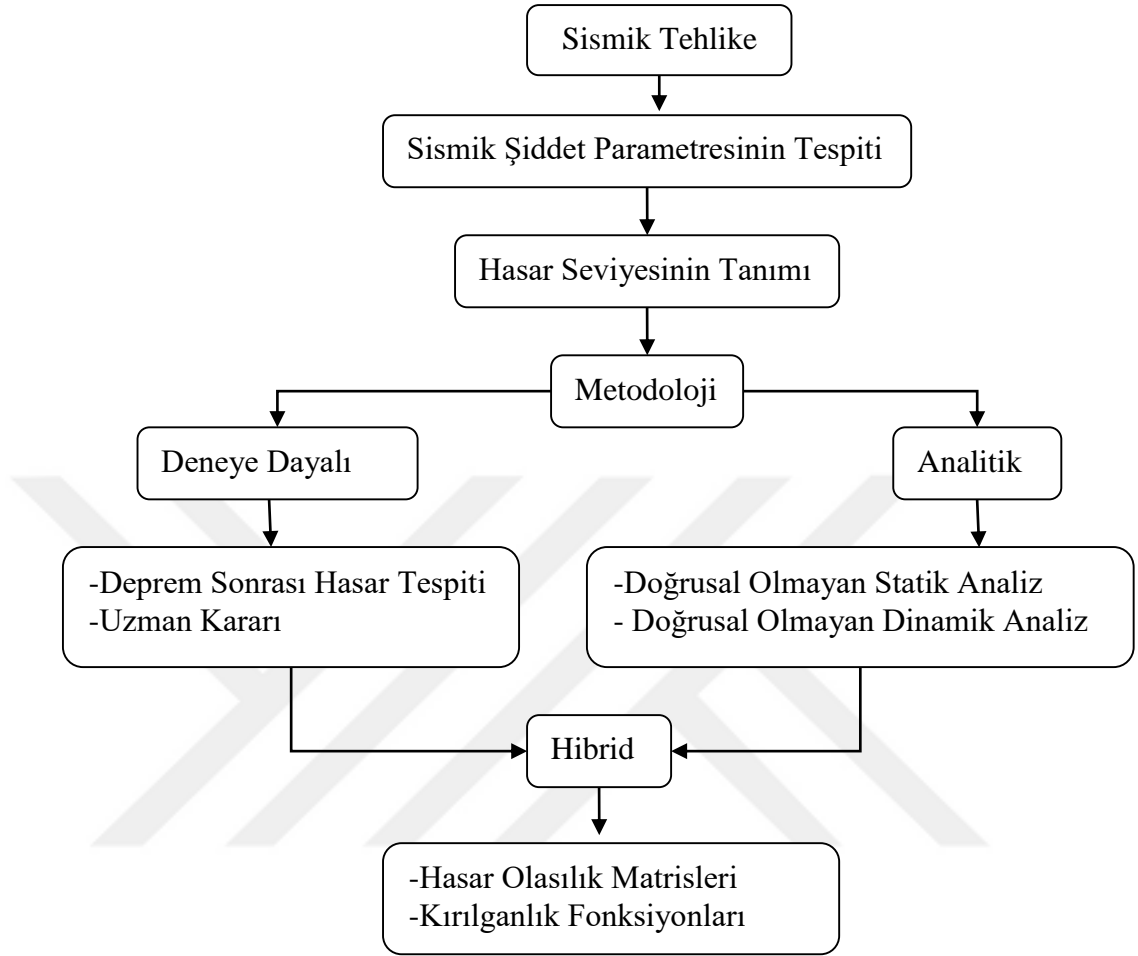 Sismik Tehlike
Sismik Şiddet Parametresinin Tespiti
Hasar Seviyesinin Tanımı
Metodoloji
Deneye Dayalı
Analitik
-Deprem Sonrası Hasar Tespiti
-Uzman Kararı
-Doğrusal Olmayan Statik Analiz
- Doğrusal Olmayan Dinamik Analiz
Hibrid
-Hasar Olasılık Matrisleri
-Kırılganlık Fonksiyonları